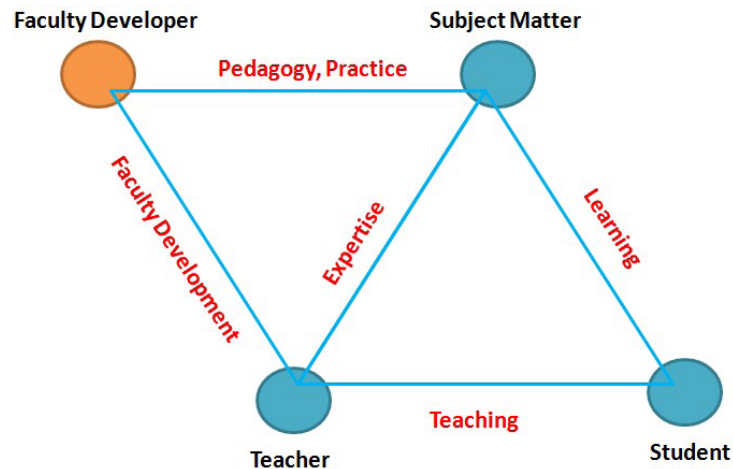 Faculty Developer
Subject Matter
Pedagogy, Practice
Faculty Development
Expertise
Learning
Teaching
Teacher
Student